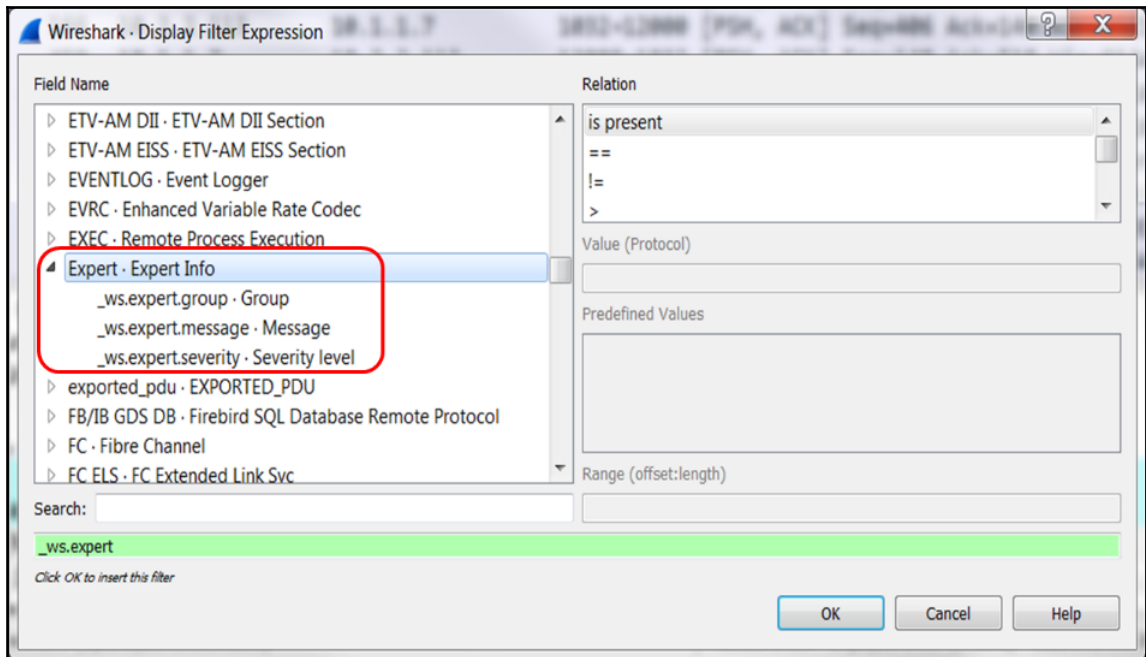 Wireshark · Display Filter Expression
Field Name
ETV-AM DII · ETV-AM DII Section
ETV-AM EISS · ETV-AM EISS Section
EVENTLOG · Event Logger
EVRC · Enhanced Variable Rate Codec
EXEC · Remote Process Execution
Expert · Expert Info
_ws.expert.group · Group
_ws.expert.message · Message
_ws.expert.severity · Severity level
exported_pdu · EXPORTED_PDU
FB/IB GDS DB · Firebird SQL Database Remote Protocol
FC · Fibre Channel
FC ELS · FC Extended Link Svc
Search:
Relation
is present
==
!=
>
Value (Protocol)
Predefined Values
Range (offset:length)
_ws.expert
Click OK to insert this filter
OK
Cancel
Help